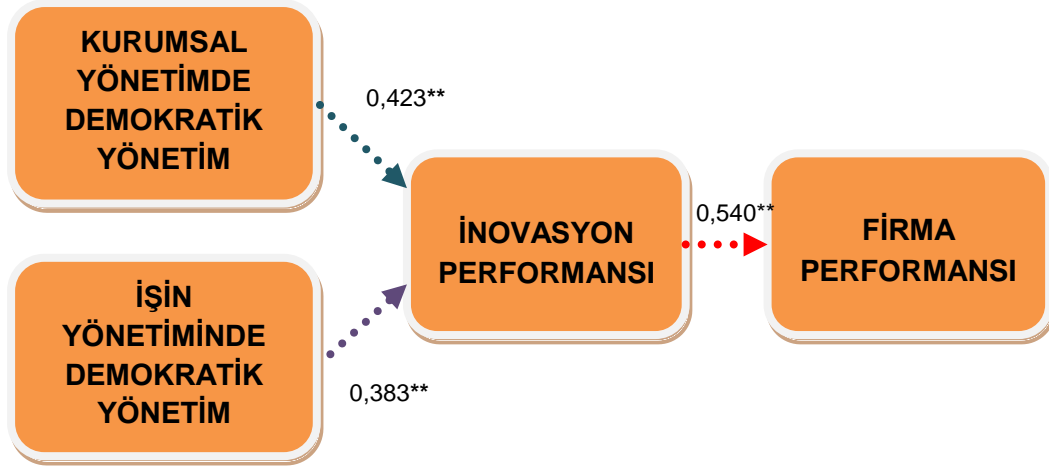 KURUMSAL
YÖNETİMDE
DEMOKRATİK
YÖNETİM
0,423**
İŞİN
YÖNETİMİNDE
DEMOKRATİK
YÖNETİM
0,383**
İNOVASYON
PERFORMANSI
0,540**
FİRMA
PERFORMANSI